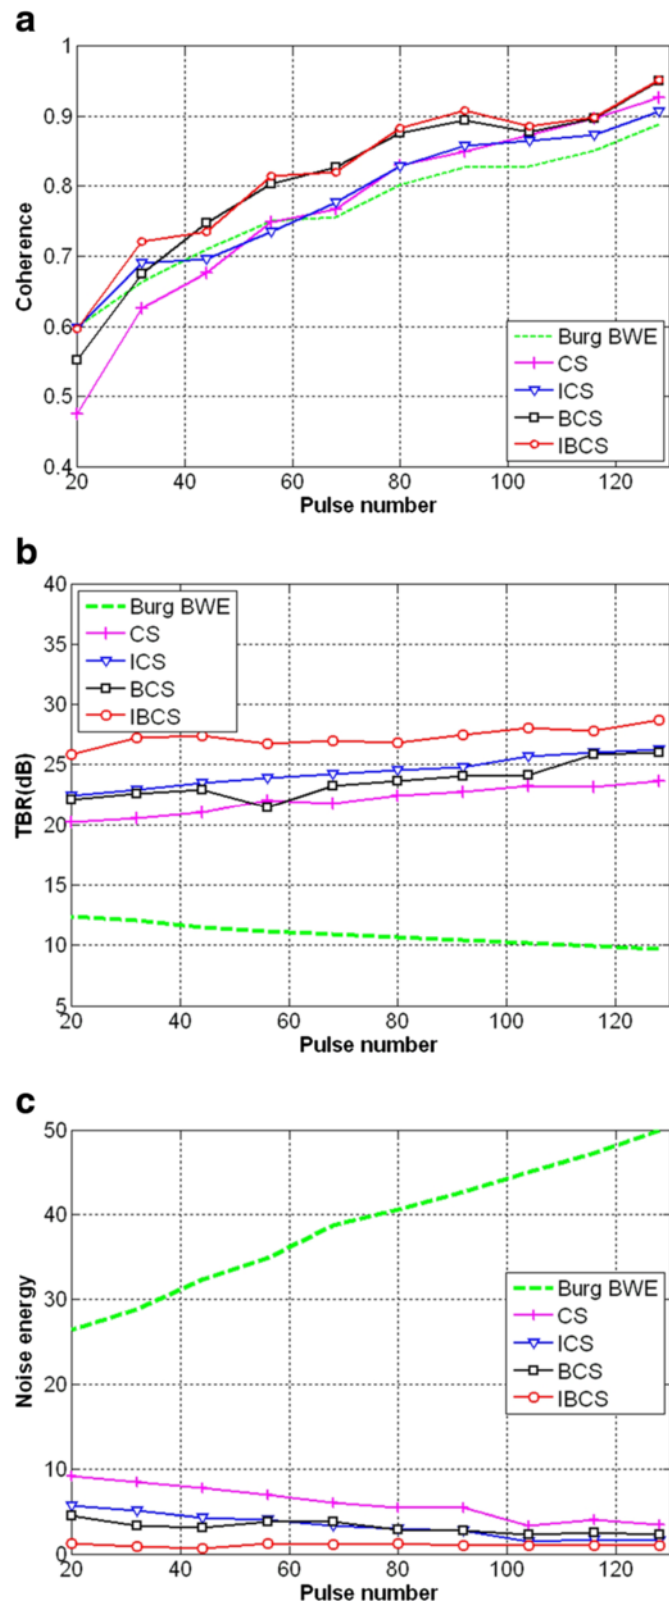 a
1
0.9
0.8
0.7
0.6
0.5
0.4
Coherence
Burg BWE
CS
ICS
BCS
IBCS
20 40 60 80 100 120
Pulse number
b
40
35
30
25
20
15
10
5
TBR(dB)
Burg BWE
CS
ICS
BCS
IBCS
20 40 60 80 100 120
Pulse number
c
50
40
30
20
10
0
Noise energy
Burg BWE
CS
ICS
BCS
IBCS
20 40 60 80 100 120
Pulse number